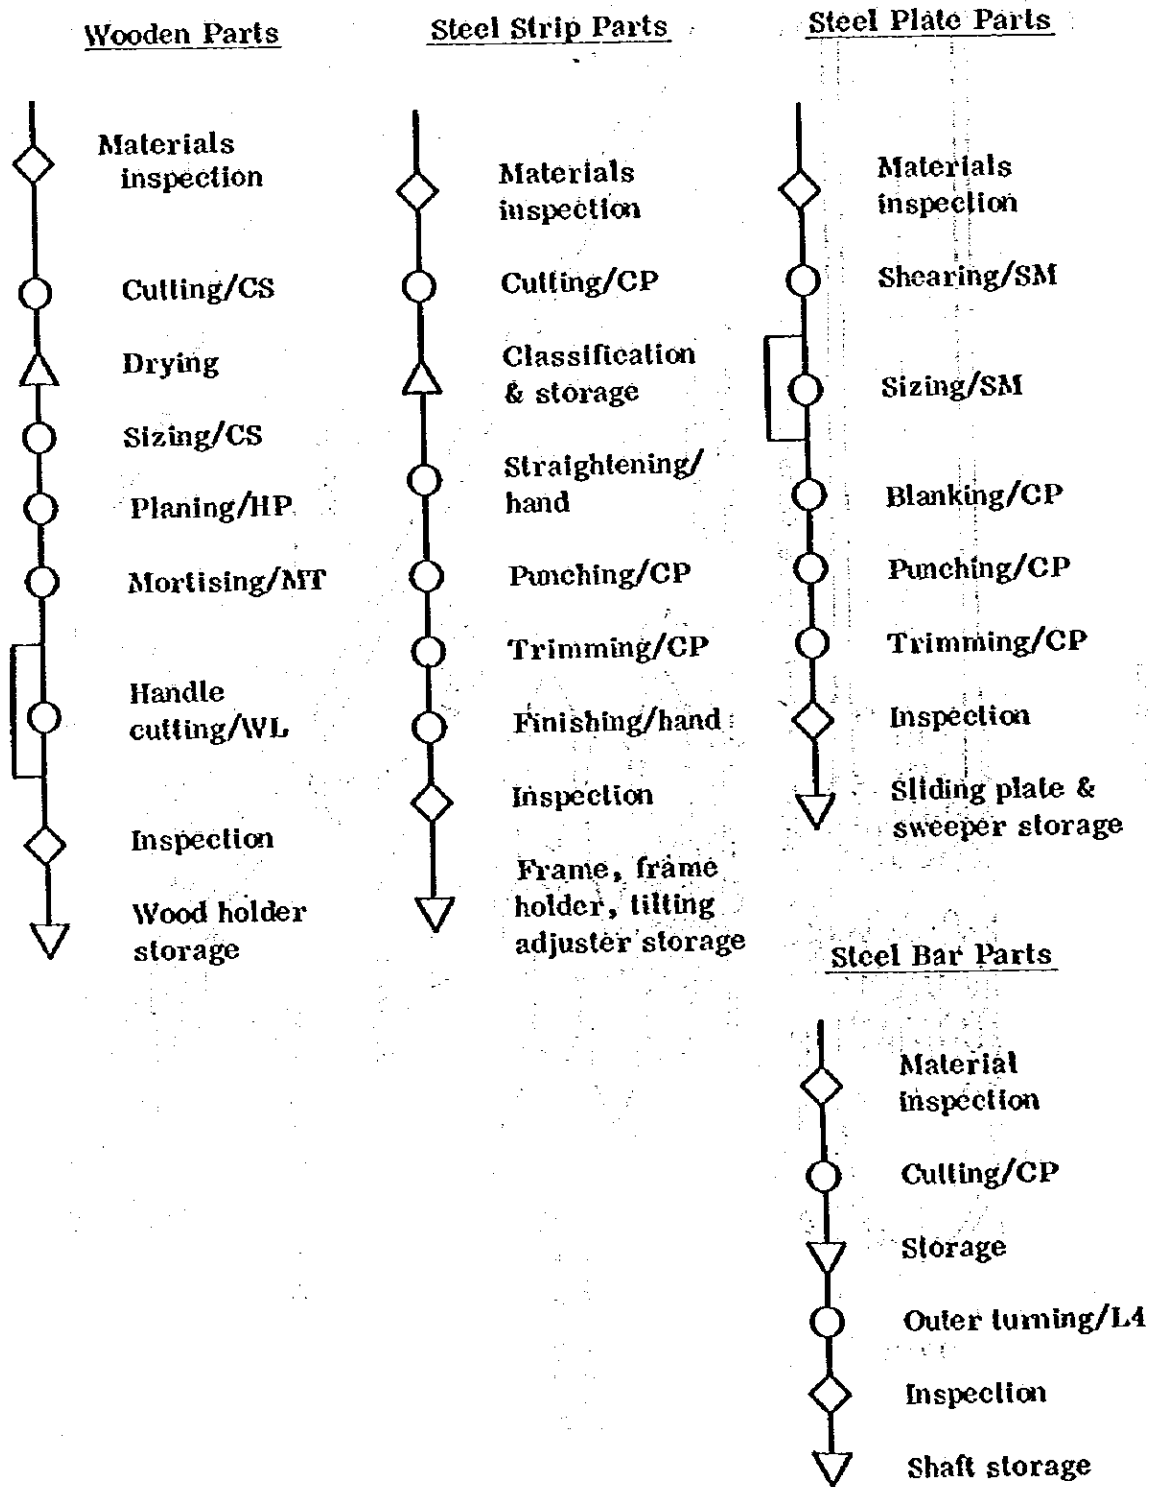 Wooden Parts
Materials
inspection
Cutting/CS
Drying
Sizing/CS
Planing/HP
Mortising/MT
Handle
cutting/WL
Inspection
Wood holder
storage
Steel Strip Parts
Materials
inspection
Cutting/CP
Classification
& storage
Straightening/
hand
Punching/CP
Trimming/CP
Finishing/hand
Inspection
Frame, frame
holder, tilting
adjuster storage
Steel Plate Parts
Materials
inspection
Shearing/SM
Sizing/SM
Blanking/CP
Punching/CP
Trimming/CP
Inspection
Sliding plate &
sweeper storage
Steel Bar Parts
Material
inspection
Cutting/CP
Storage
Outer turning/L4
Inspection
Shaft storage